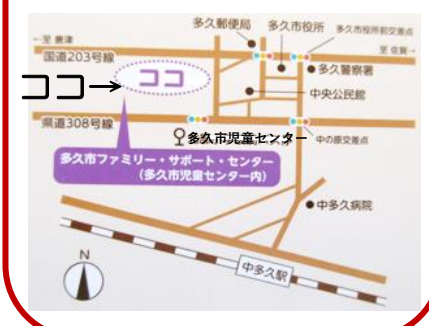 多久郵便局
多久市役所
多久市役所前交差点
←至 唐津
至 佐賀→
国道203号線
ココ→
ココ
多久警察署
中央公民館
県道308号線
多久市児童センター
中の原交差点
多久市ファミリー・サポート・センター
（多久市児童センター内）
中多久病院
N
中多久駅